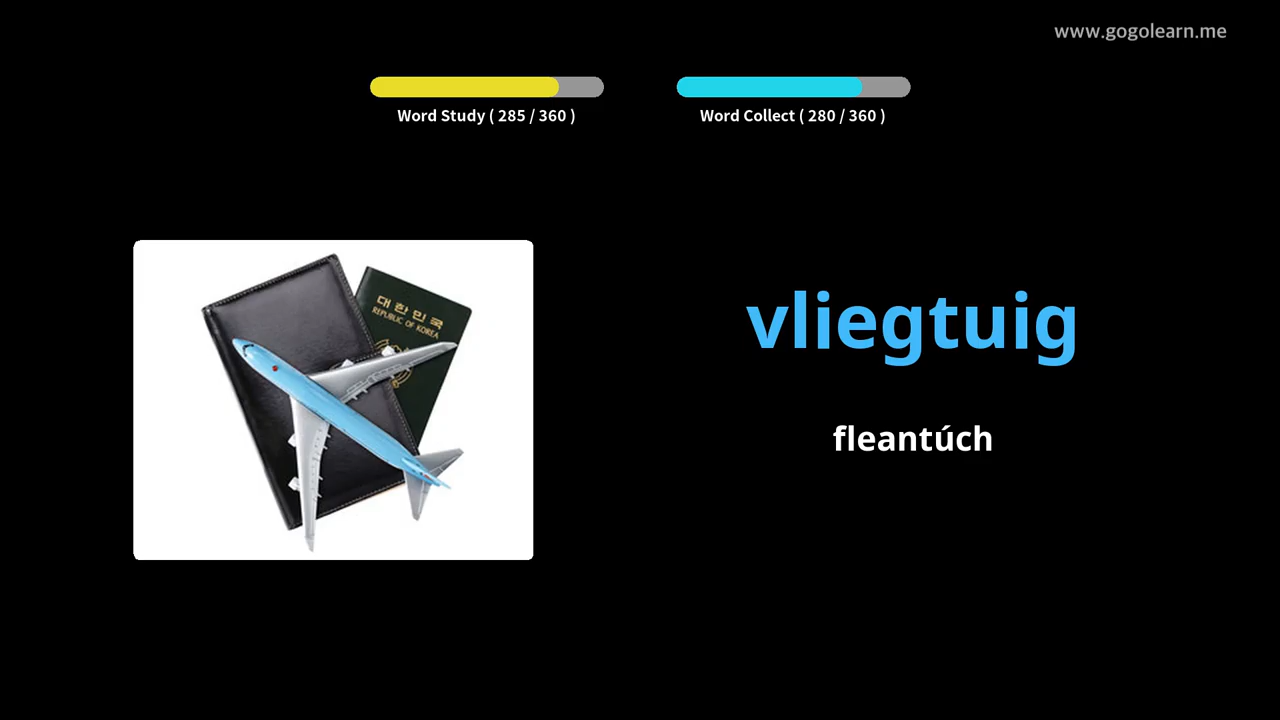 www.gogolearn.me
Word Study ( 285 / 360 )
Word Collect ( 280 / 360 )
대한민국
REPUBLIC OF KOREA
vliegtuig
fleantúch